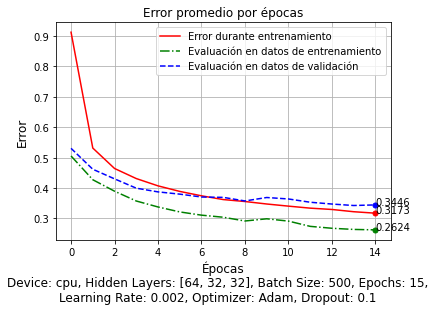 Error promedio por épocas
Error durante entrenamiento
Evaluación en datos de entrenamiento
Evaluación en datos de validación
Error
0.9
0.8
0.7
0.6
0.5
0.4
0.3
0.3446
0.3173
0.2624
0 2 4 6 8 10 12 14
Épocas
Device: cpu, Hidden Layers: [64, 32, 32], Batch Size: 500, Epochs: 15,
Learning Rate: 0.002, Optimizer: Adam, Dropout: 0.1